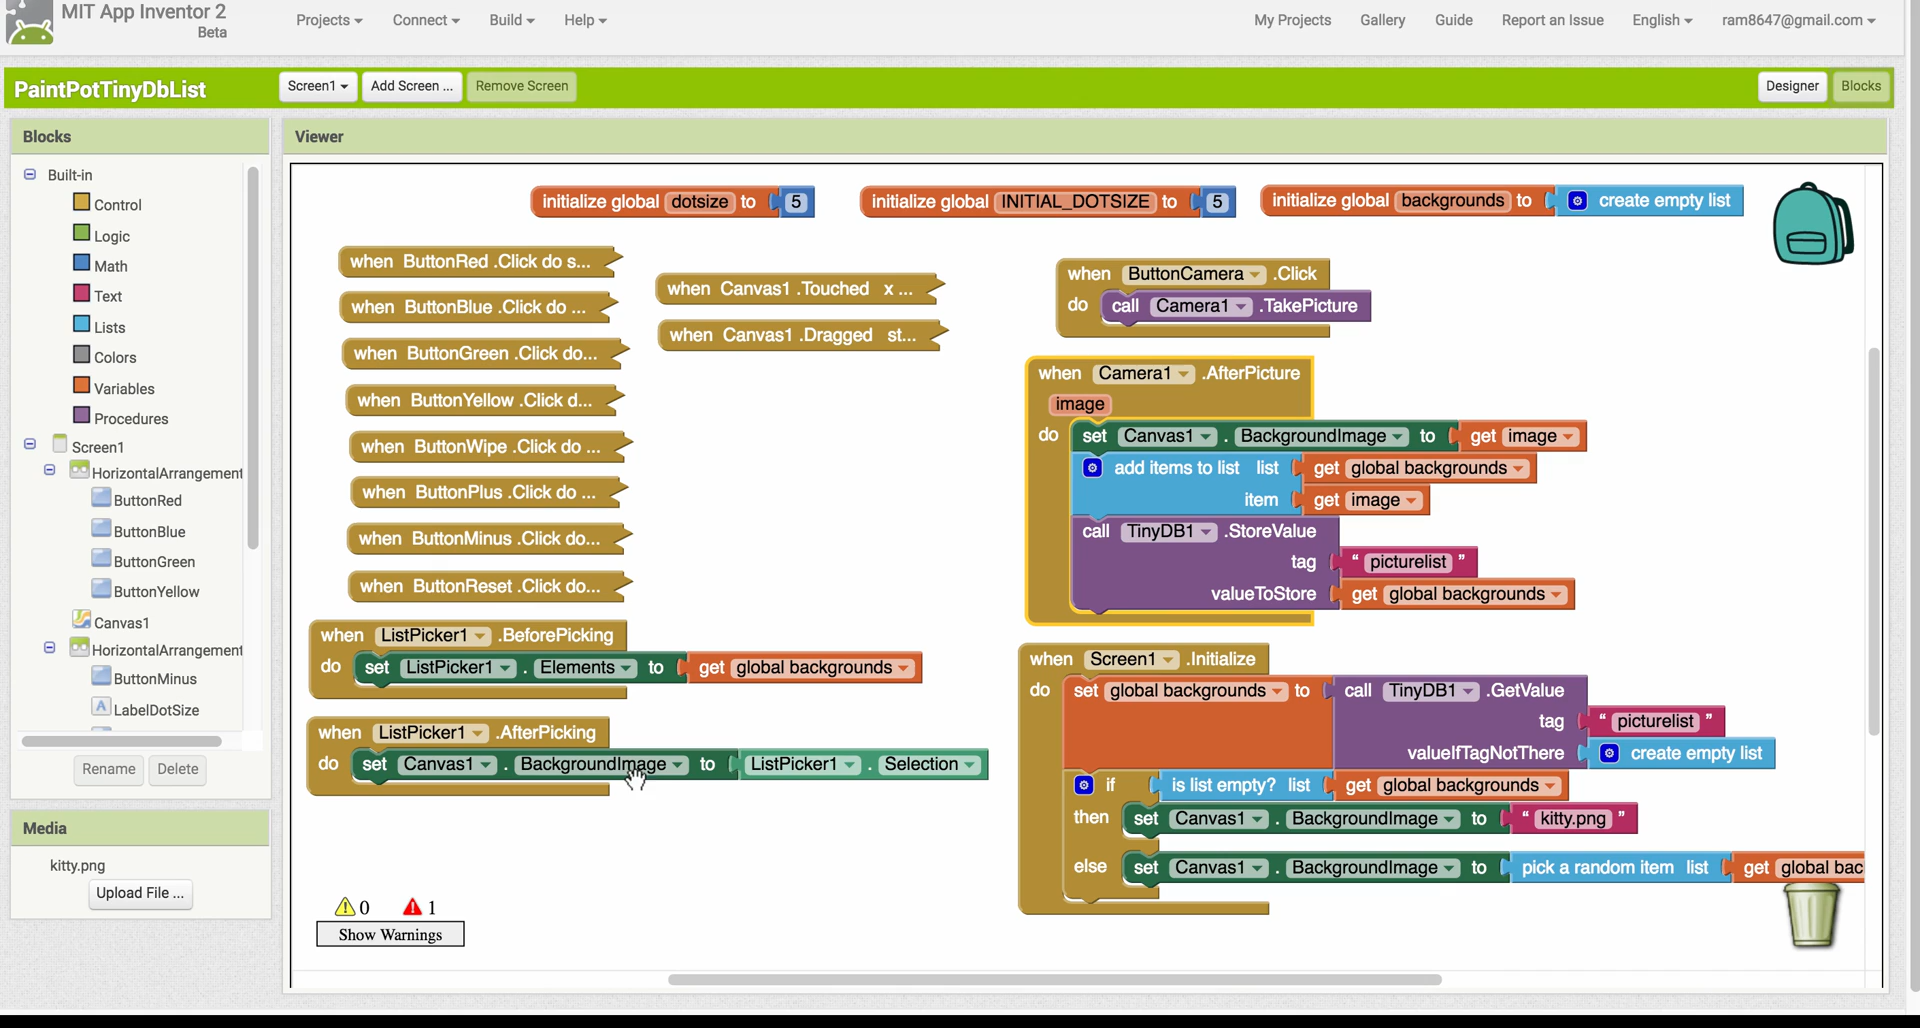 MIT App Inventor 2
Beta
Projects Connect Build Help
My Projects Gallery Guide Report an Issue English ram8647@gmail.com
PaintPotTinyDbList
Screen1 Add Screen ... Remove Screen
Designer Blocks
Blocks
Built-in
Control
Logic
Math
Text
Lists
Colors
Variables
Procedures
Screen1
HorizontalArrangement
ButtonRed
ButtonBlue
ButtonGreen
ButtonYellow
Canvas1
HorizontalArrangement
ButtonMinus
LabelDotSize
Rename Delete
Media
kitty.png
Upload File ...
Viewer
initialize global dotsize to 5
initialize global INITIAL_DOTSIZE to 5
initialize global backgrounds to create empty list
when ButtonRed .Click do s...
when ButtonBlue .Click do ...
when ButtonGreen .Click do...
when ButtonYellow .Click d...
when ButtonWipe .Click do ...
when ButtonPlus .Click do ...
when ButtonMinus .Click do...
when ButtonReset .Click do...
when Canvas1 .Touched x ...
when Canvas1 .Dragged st...
when ListPicker1 .BeforePicking
do set ListPicker1 . Elements to get global backgrounds
when ListPicker1 .AfterPicking
do set Canvas1 . BackgroundImage to ListPicker1 . Selection
when ButtonCamera .Click
do call Camera1 .TakePicture
when Camera1 .AfterPicture
image
do set Canvas1 . BackgroundImage to get image
add items to list list get global backgrounds
item get image
call TinyDB1 .StoreValue
tag " picturelist "
valueToStore get global backgrounds
when Screen1 .Initialize
do set global backgrounds to call TinyDB1 .GetValue
tag " picturelist "
valueIfTagNotThere create empty list
if is list empty? list get global backgrounds
then set Canvas1 . BackgroundImage to " kitty.png "
else set Canvas1 . BackgroundImage to pick a random item list get global bac
0 1
Show Warnings